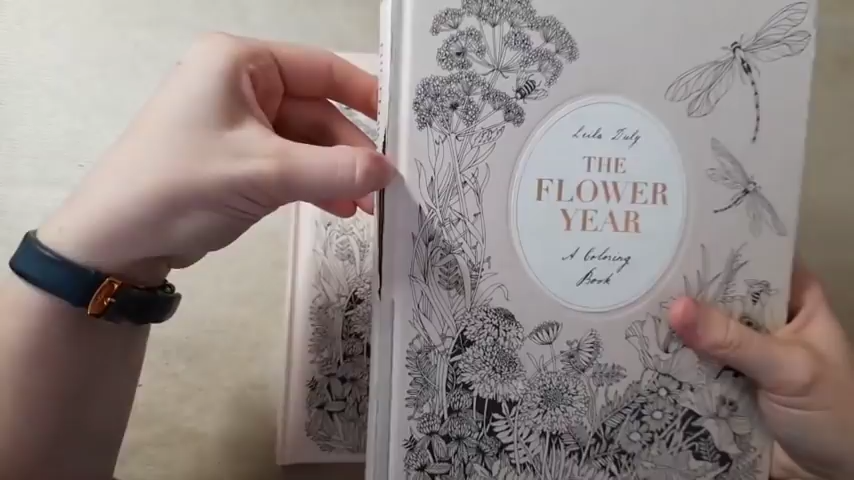 Leila Duly
THE
FLOWER
YEAR
A Coloring
Book